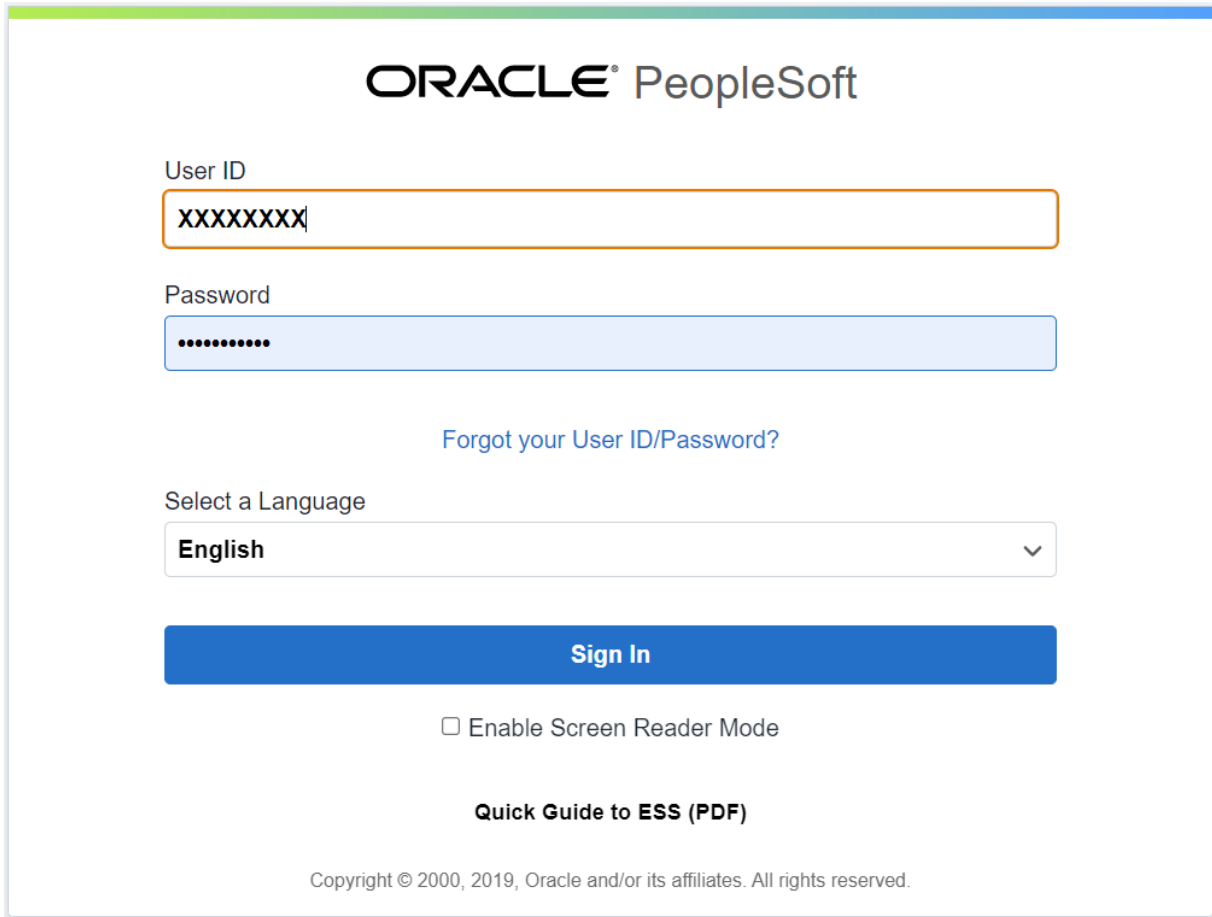 ORACLE® PeopleSoft
User ID
XXXXXXXX
Password
•••••••••••
Forgot your User ID/Password?
Select a Language
English
Sign In
Enable Screen Reader Mode
Quick Guide to ESS (PDF)
Copyright © 2000, 2019, Oracle and/or its affiliates. All rights reserved.